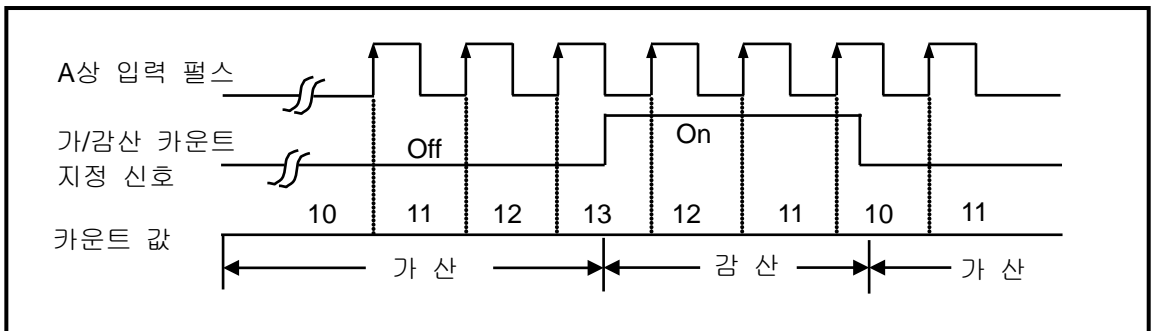 A상 입력 펄스
가/감산 카운트
지정 신호
Off
On
10 11 12 13 12 11 10 11
카운트 값
가 산 감 산 가 산